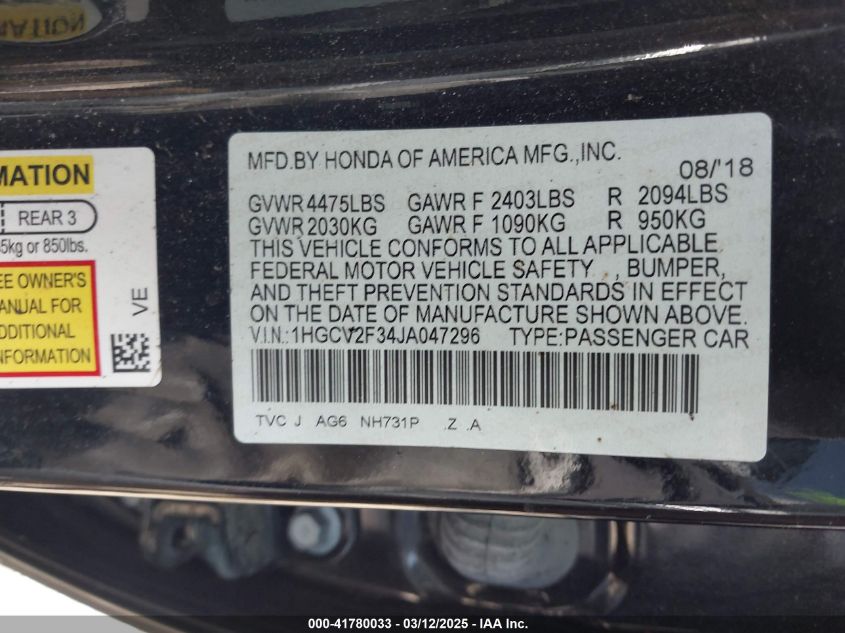 MATION
REAR 3
5kg or 850lbs.
EE OWNER'S
ANUAL FOR
DDITIONAL
NFORMATION
VE
MFD.BY HONDA OF AMERICA MFG.,INC.
08/'18
GVWR 4475LBS GAWR F 2403LBS R 2094LBS
GVWR 2030KG GAWR F 1090KG R 950KG
THIS VEHICLE CONFORMS TO ALL APPLICABLE
FEDERAL MOTOR VEHICLE SAFETY , BUMPER,
AND THEFT PREVENTION STANDARDS IN EFFECT
ON THE DATE OF MANUFACTURE SHOWN ABOVE.
V.I.N.:1HGCV2F34JA047296 TYPE:PASSENGER CAR
TVC J AG6 NH731P .Z .A
000-41780033 - 03/12/2025 - IAA Inc.